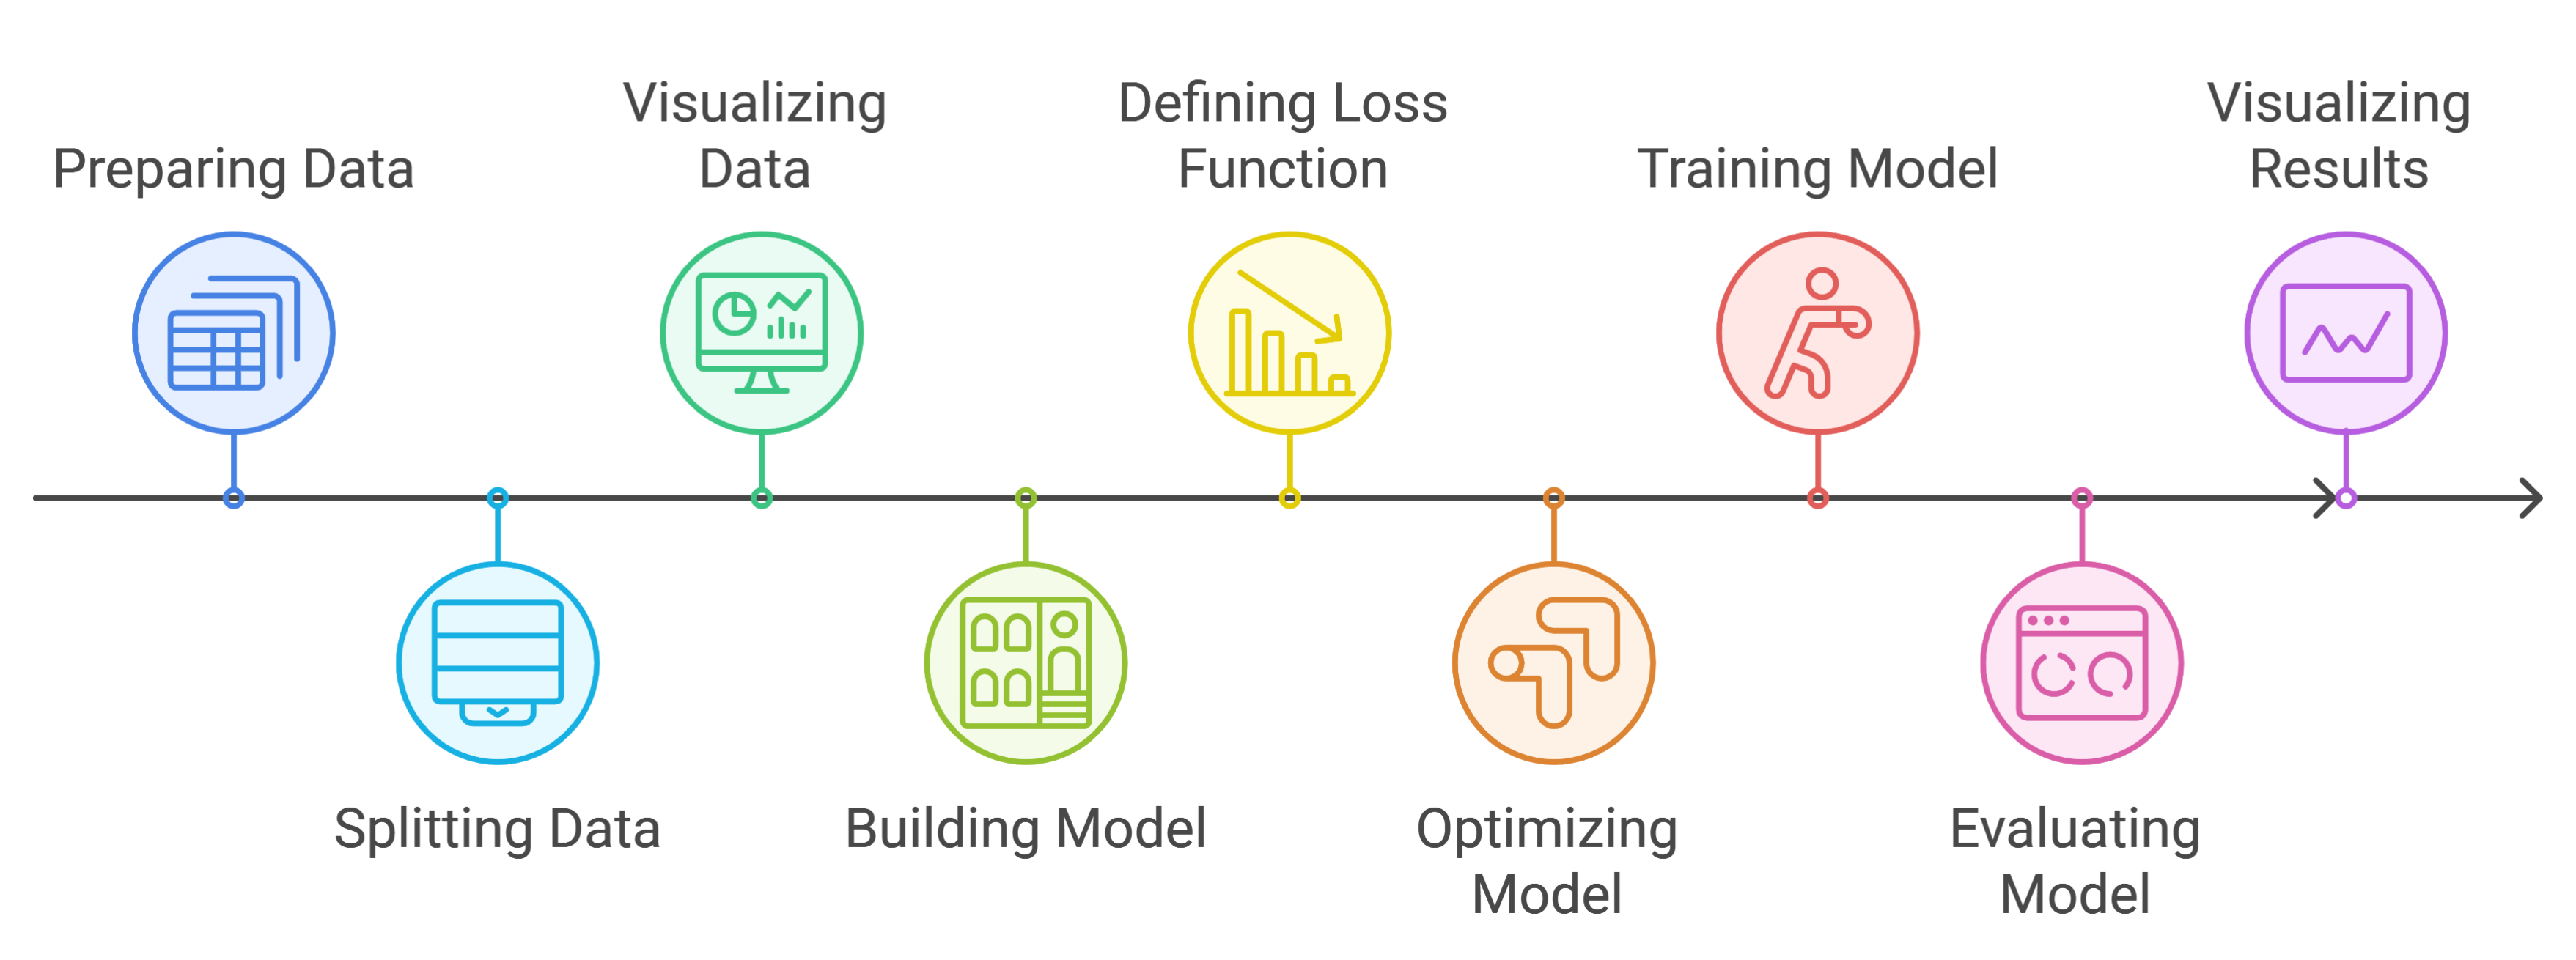 Preparing Data
Splitting Data
Visualizing
Data
Building Model
Defining Loss
Function
Optimizing
Model
Training Model
Evaluating
Model
Visualizing
Results